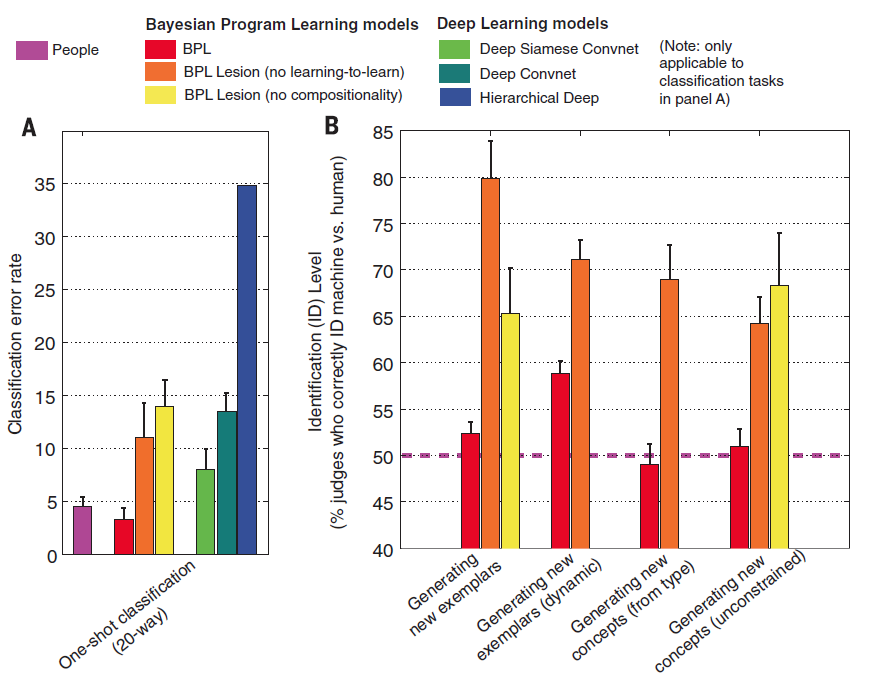 People
Bayesian Program Learning models
BPL
BPL Lesion (no learning-to-learn)
BPL Lesion (no compositionality)
Deep Learning models
Deep Siamese Convnet
Deep Convnet
Hierarchical Deep
(Note: only
applicable to
classification tasks
in panel A)
A
Classification error rate
35
30
25
20
15
10
5
0
One-shot classification
(20-way)
B
Identification (ID) Level
(% judges who correctly ID machine vs. human)
85
80
75
70
65
60
55
50
45
40
Generating
new exemplars
Generating new
exemplars (dynamic)
Generating new
concepts (from type)
Generating new
concepts (unconstrained)